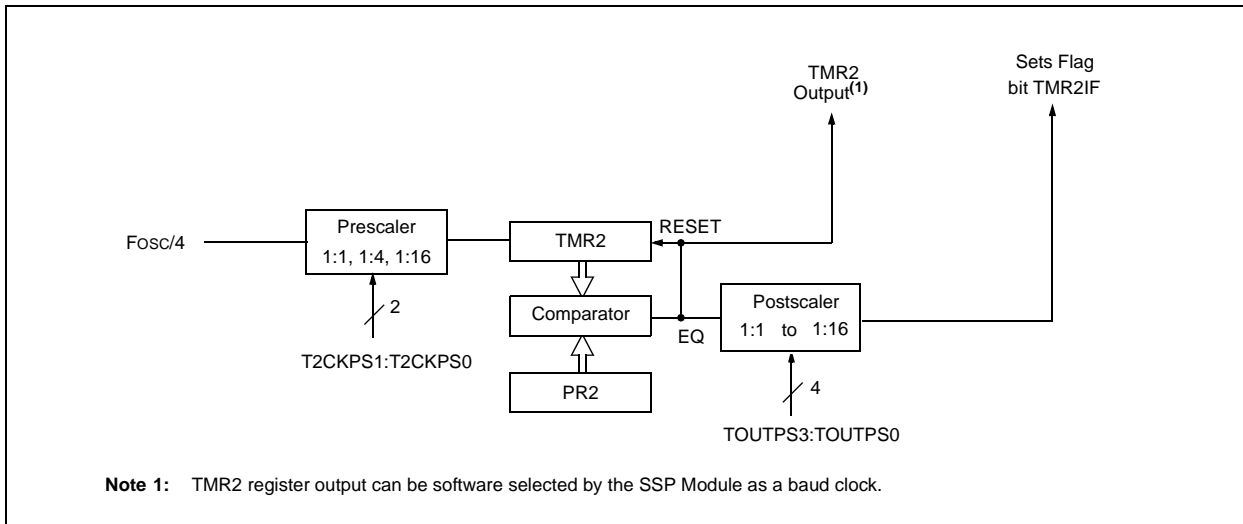 TMR2
Output(1)
Sets Flag
bit TMR2IF
FOSC/4
Prescaler
1:1, 1:4, 1:16
2
T2CKPS1:T2CKPS0
TMR2
RESET
Comparator
EQ
PR2
Postscaler
1:1 to 1:16
4
TOUTPS3:TOUTPS0
Note 1: TMR2 register output can be software selected by the SSP Module as a baud clock.